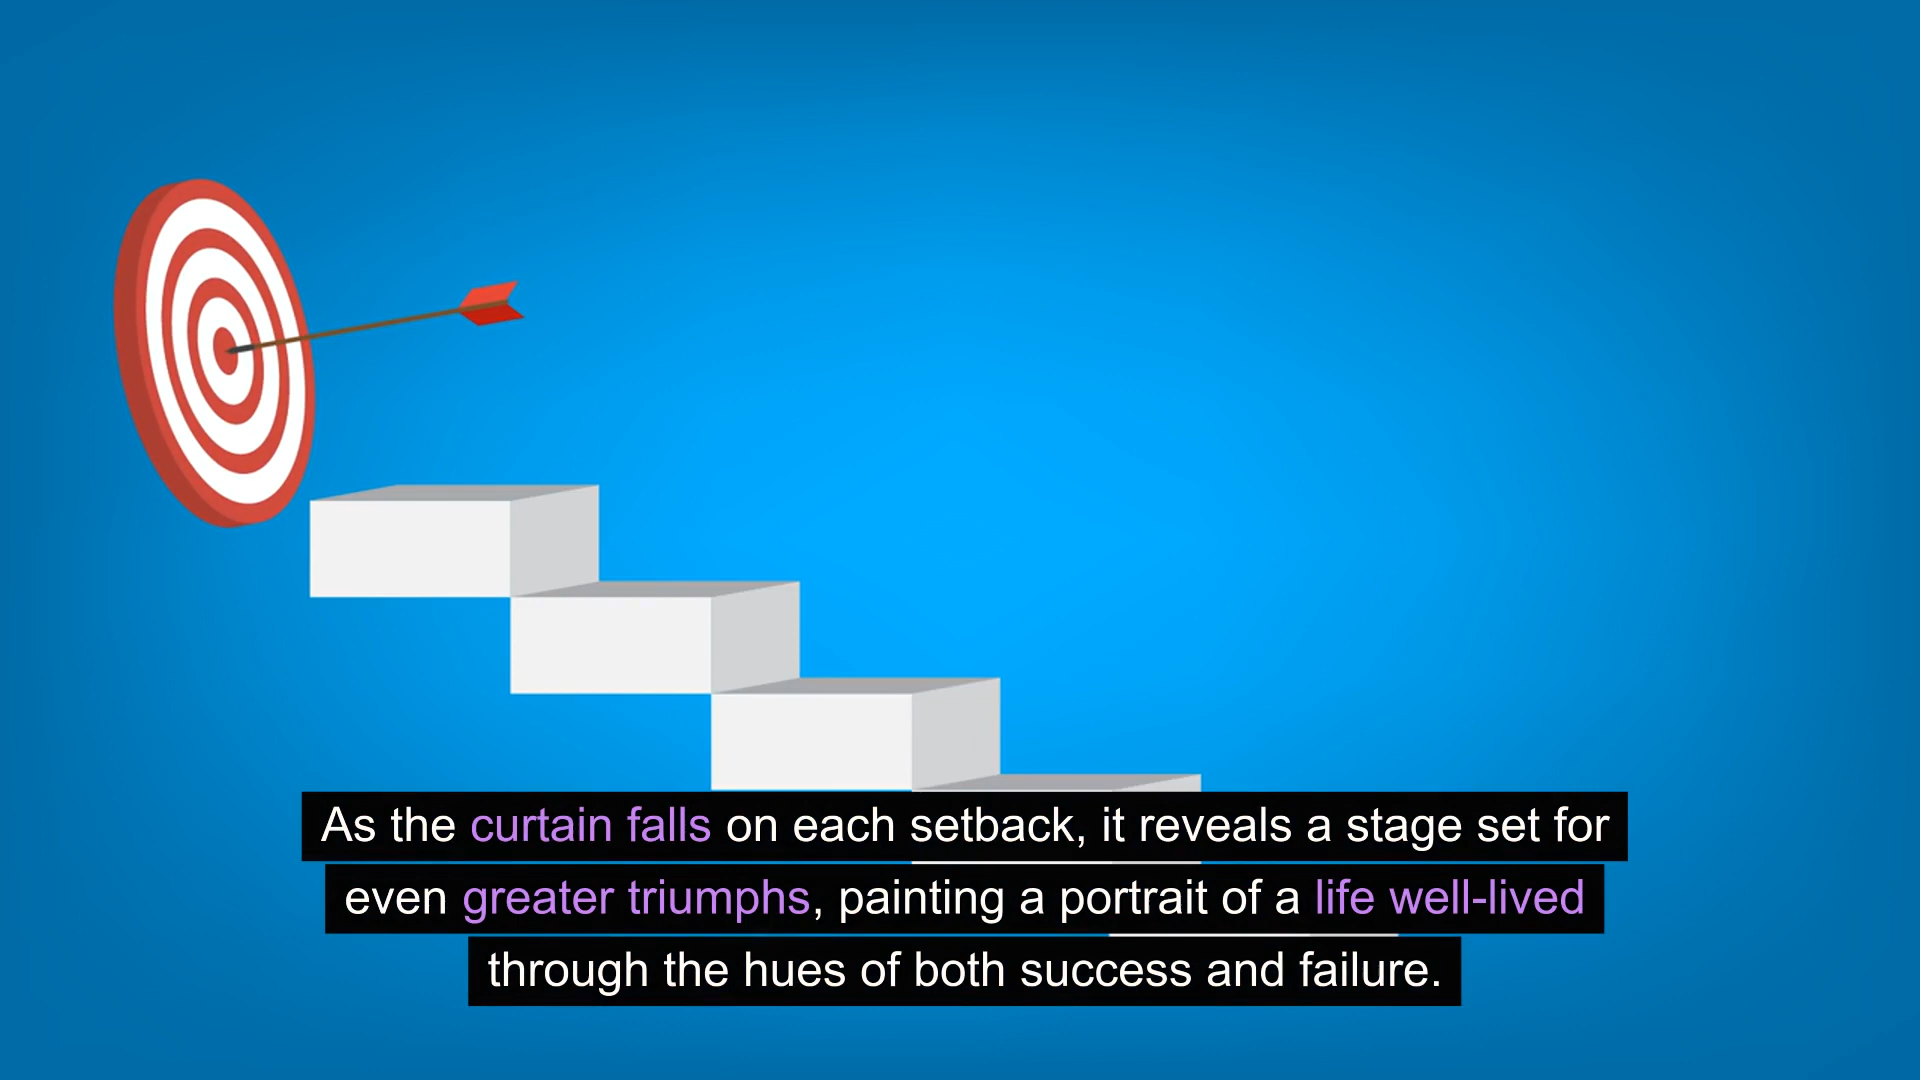 As the curtain falls on each setback, it reveals a stage set for
even greater triumphs, painting a portrait of a life well-lived
through the hues of both success and failure.